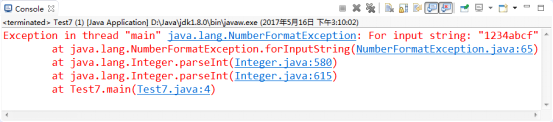 Console
<terminated> Test7 (1) [Java Application] D:\Java\jdk1.8.0\bin\javaw.exe (2017年5月16日 下午3:10:02)
Exception in thread "main" java.lang.NumberFormatException: For input string: "1234abcf"
at java.lang.NumberFormatException.forInputString(NumberFormatException.java:65)
at java.lang.Integer.parseInt(Integer.java:580)
at java.lang.Integer.parseInt(Integer.java:615)
at Test7.main(Test7.java:4)